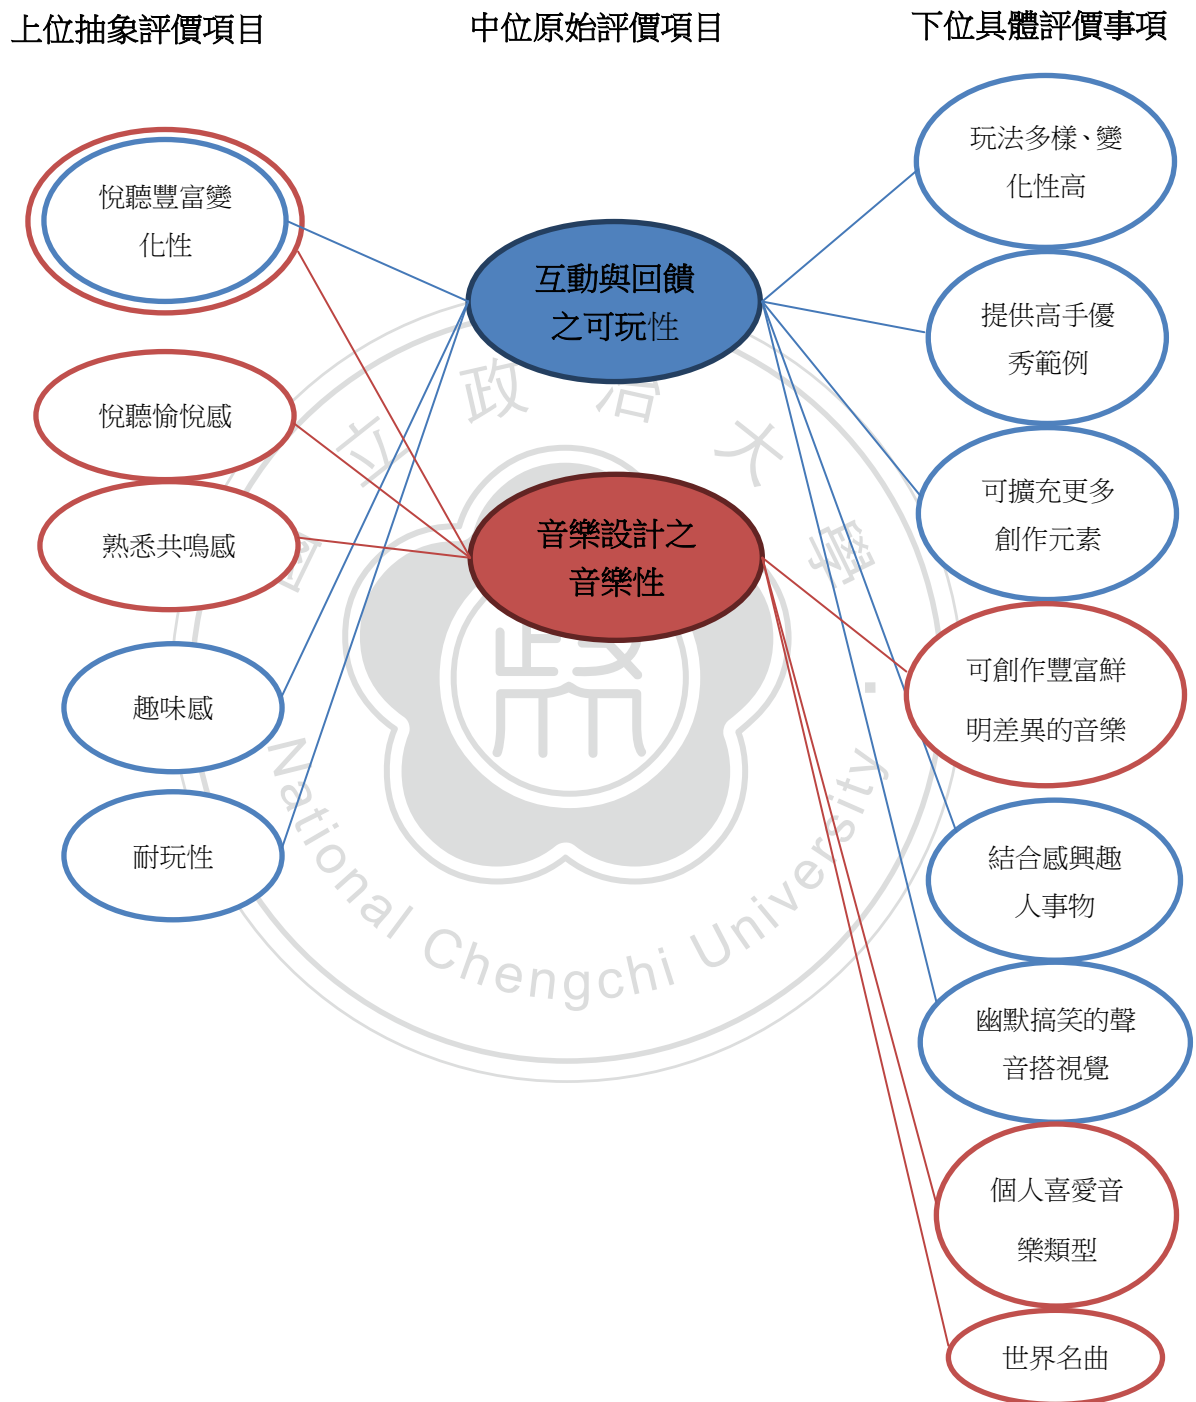 上位抽象評價項目
中位原始評價項目
下位具體評價事項
悅聽豐富變
化性
悅聽愉悅感
熟悉共鳴感
趣味感
耐玩性
互動與回饋
之可玩性
音樂設計之
音樂性
玩法多樣、變
化性高
提供高手優
秀範例
可擴充更多
創作元素
可創作豐富鮮
明差異的音樂
結合感興趣
人事物
幽默搞笑的聲
音搭視覺
個人喜愛音
樂類型
世界名曲
立政治大學
National Chengchi University